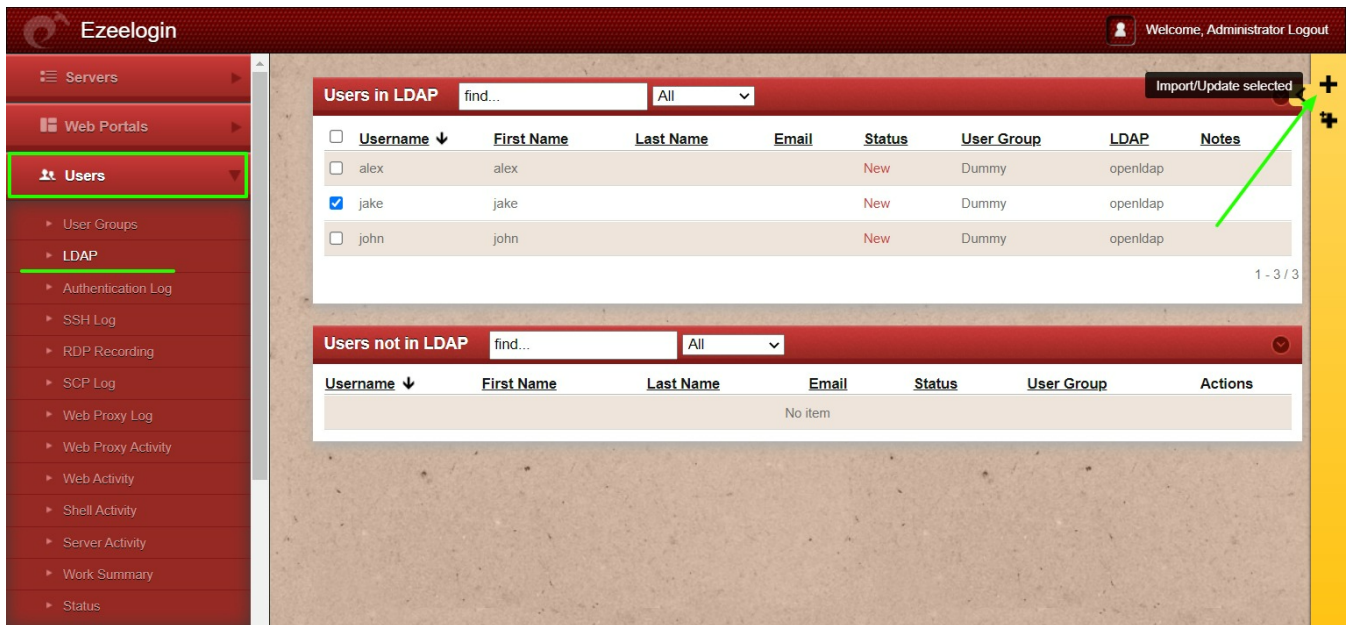 Ezeelogin
Welcome, Administrator Logout
Servers
Web Portals
Users
User Groups
LDAP
Authentication Log
SSH Log
RDP Recording
SCP Log
Web Proxy Log
Web Proxy Activity
Web Activity
Shell Activity
Server Activity
Work Summary
Status
Users in LDAP find... All
Import/Update selected
Username First Name Last Name Email Status User Group LDAP Notes
alex alex New Dummy openldap
jake jake New Dummy openldap
john john New Dummy openldap
1 - 3 / 3
Users not in LDAP find... All
Username First Name Last Name Email Status User Group Actions
No item